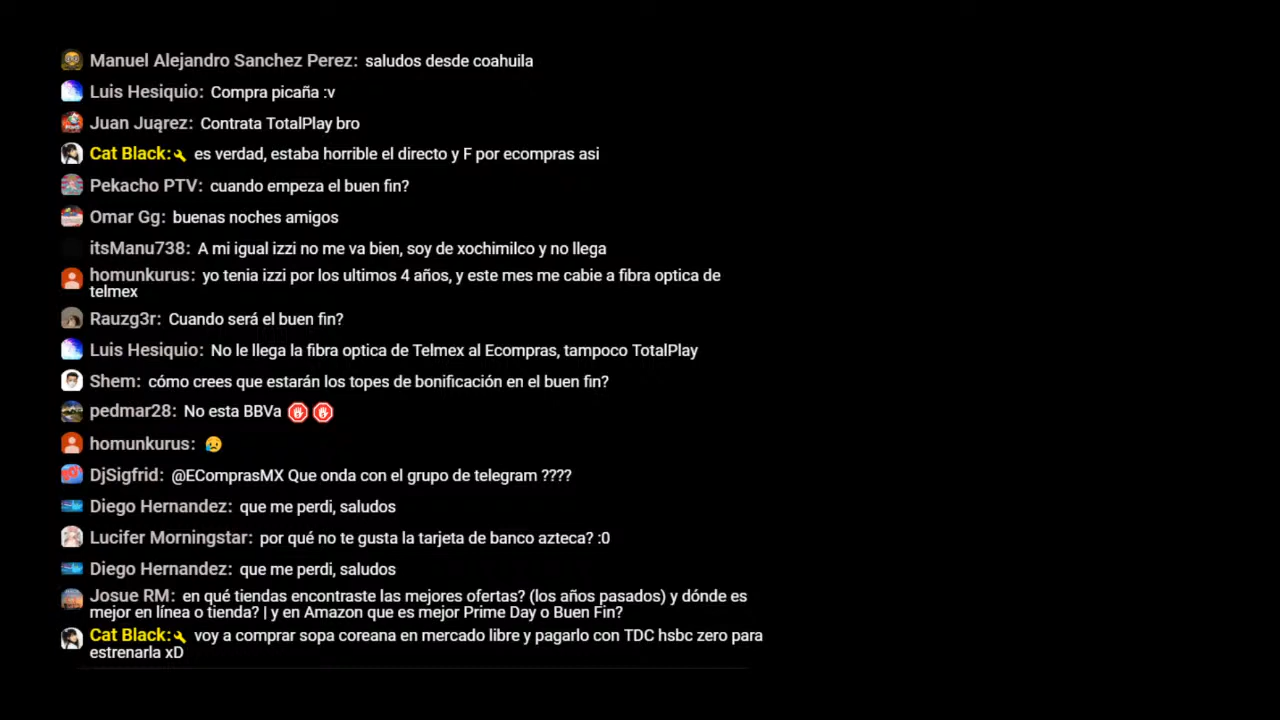 Manuel Alejandro Sanchez Perez: saludos desde coahuila
Luis Hesiquio: Compra picaña :v
Juan Juąrez: Contrata TotalPlay bro
Cat Black: es verdad, estaba horrible el directo y F por ecompras asi
Pekacho PTV: cuando empeza el buen fin?
Omar Gg: buenas noches amigos
itsManu738: A mi igual izzi no me va bien, soy de xochimilco y no llega
homunkurus: yo tenia izzi por los ultimos 4 años, y este mes me cabie a fibra optica de
telmex
Rauzg3r: Cuando será el buen fin?
Luis Hesiquio: No le llega la fibra optica de Telmex al Ecompras, tampoco TotalPlay
Shem: cómo crees que estarán los topes de bonificación en el buen fin?
pedmar28: No esta BBVa
homunkurus: 😥
DjSigfrid: @EComprasMX Que onda con el grupo de telegram ????
Diego Hernandez: que me perdi, saludos
Lucifer Morningstar: por qué no te gusta la tarjeta de banco azteca? :0
Diego Hernandez: que me perdi, saludos
Josue RM: en qué tiendas encontraste las mejores ofertas? (los años pasados) y dónde es
mejor en línea o tienda? | y en Amazon que es mejor Prime Day o Buen Fin?
Cat Black: voy a comprar sopa coreana en mercado libre y pagarlo con TDC hsbc zero para
estrenarla xD